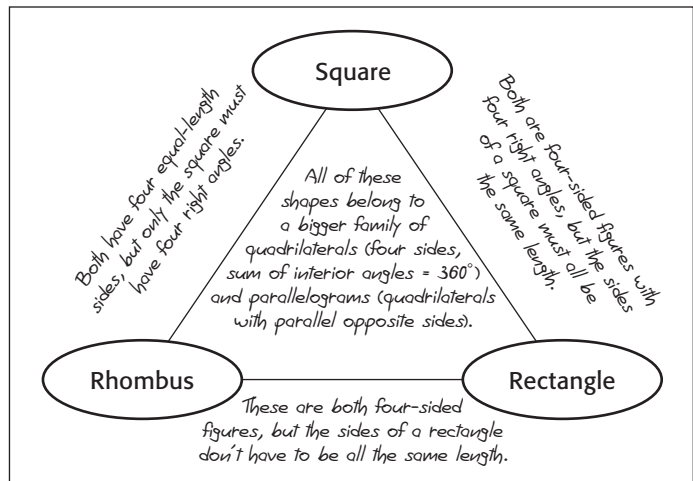 Square
Both have four equal-length
sides, but only the square must
have four right angles.
Both are four-sided figures with
four right angles, but the sides
of a square must all be
the same length.
All of these
shapes belong to
a bigger family of
quadrilaterals (four sides,
sum of interior angles = 360°)
and parallelograms (quadrilaterals
with parallel opposite sides).
Rhombus
Rectangle
These are both four-sided
figures, but the sides of a rectangle
don't have to be all the same length.